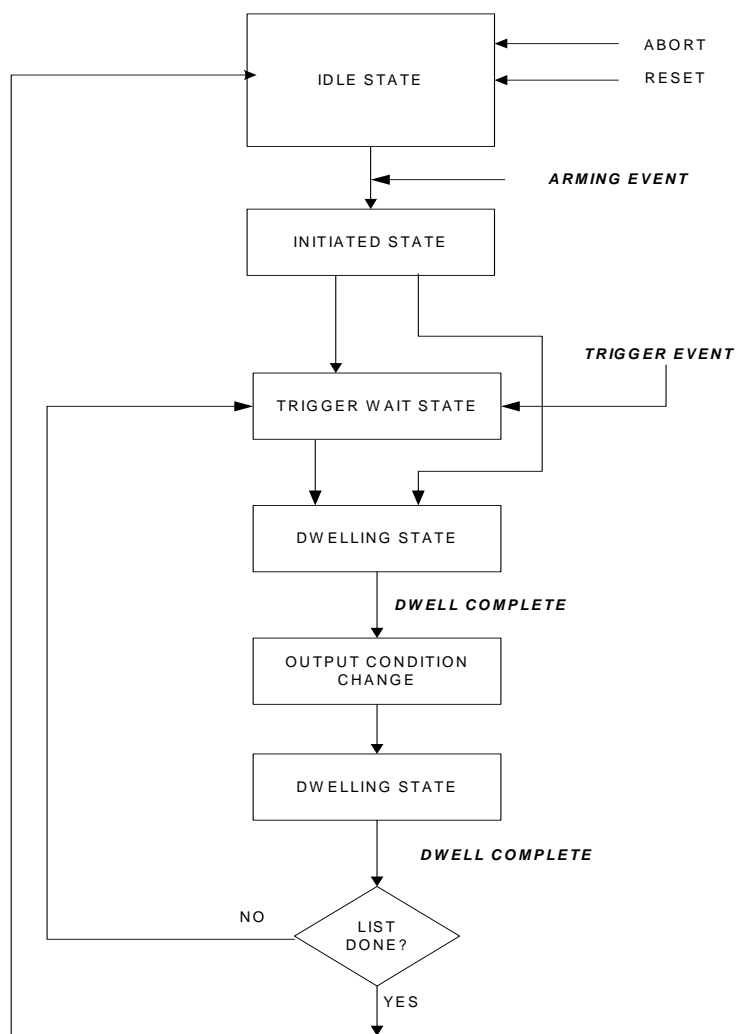 ABORT
IDLE STATE
RESET
ARMING EVENT
INITIATED STATE
TRIGGER EVENT
TRIGGER WAIT STATE
DWELLING STATE
DWELL COMPLETE
OUTPUT CONDITION
CHANGE
DWELLING STATE
DWELL COMPLETE
NO
LIST
DONE?
YES